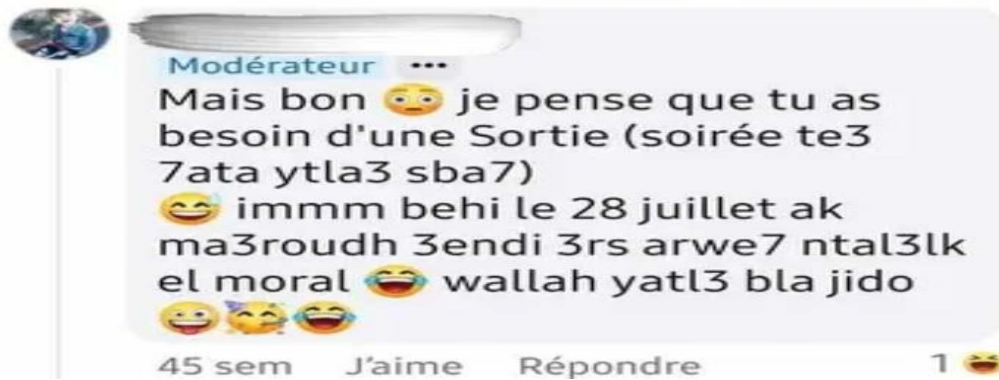 Modérateur ...
Mais bon 😳 je pense que tu as
besoin d'une Sortie (soirée te3
7ata ytla3 sba7)
😅 immm behi le 28 juillet ak
ma3roudh 3endi 3rs arwe7 ntal3lk
el moral 😂 wallah yatl3 bla jido
😀🥳😂
45 sem J'aime Répondre 1 😆